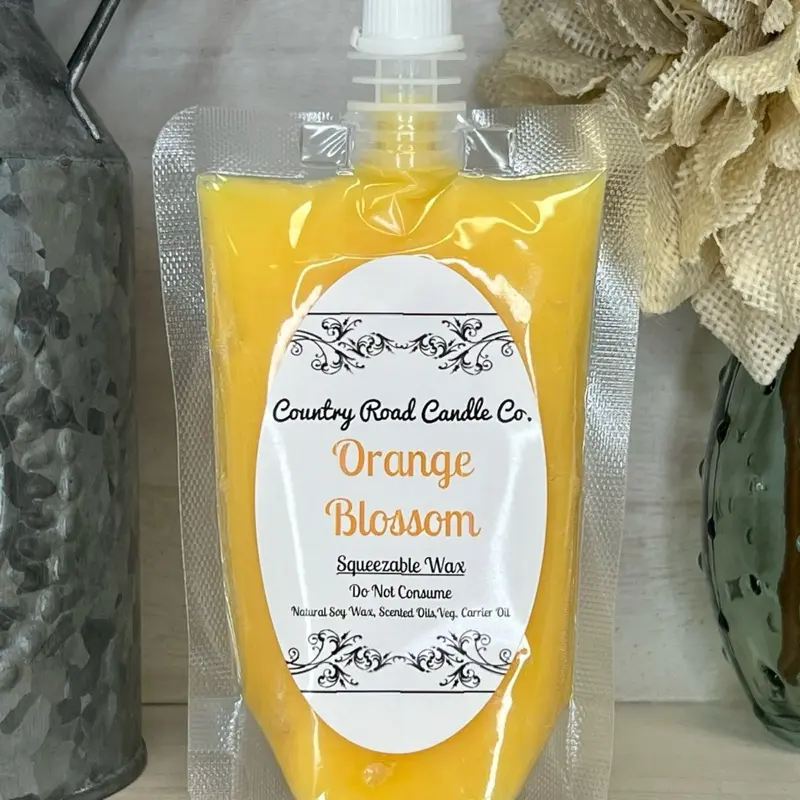 Country Road Candle Co.
Orange
Blossom
Squeezable Wax
Do Not Consume
Natural Soy Wax, Scented Oils,Veg. Carrier Oil